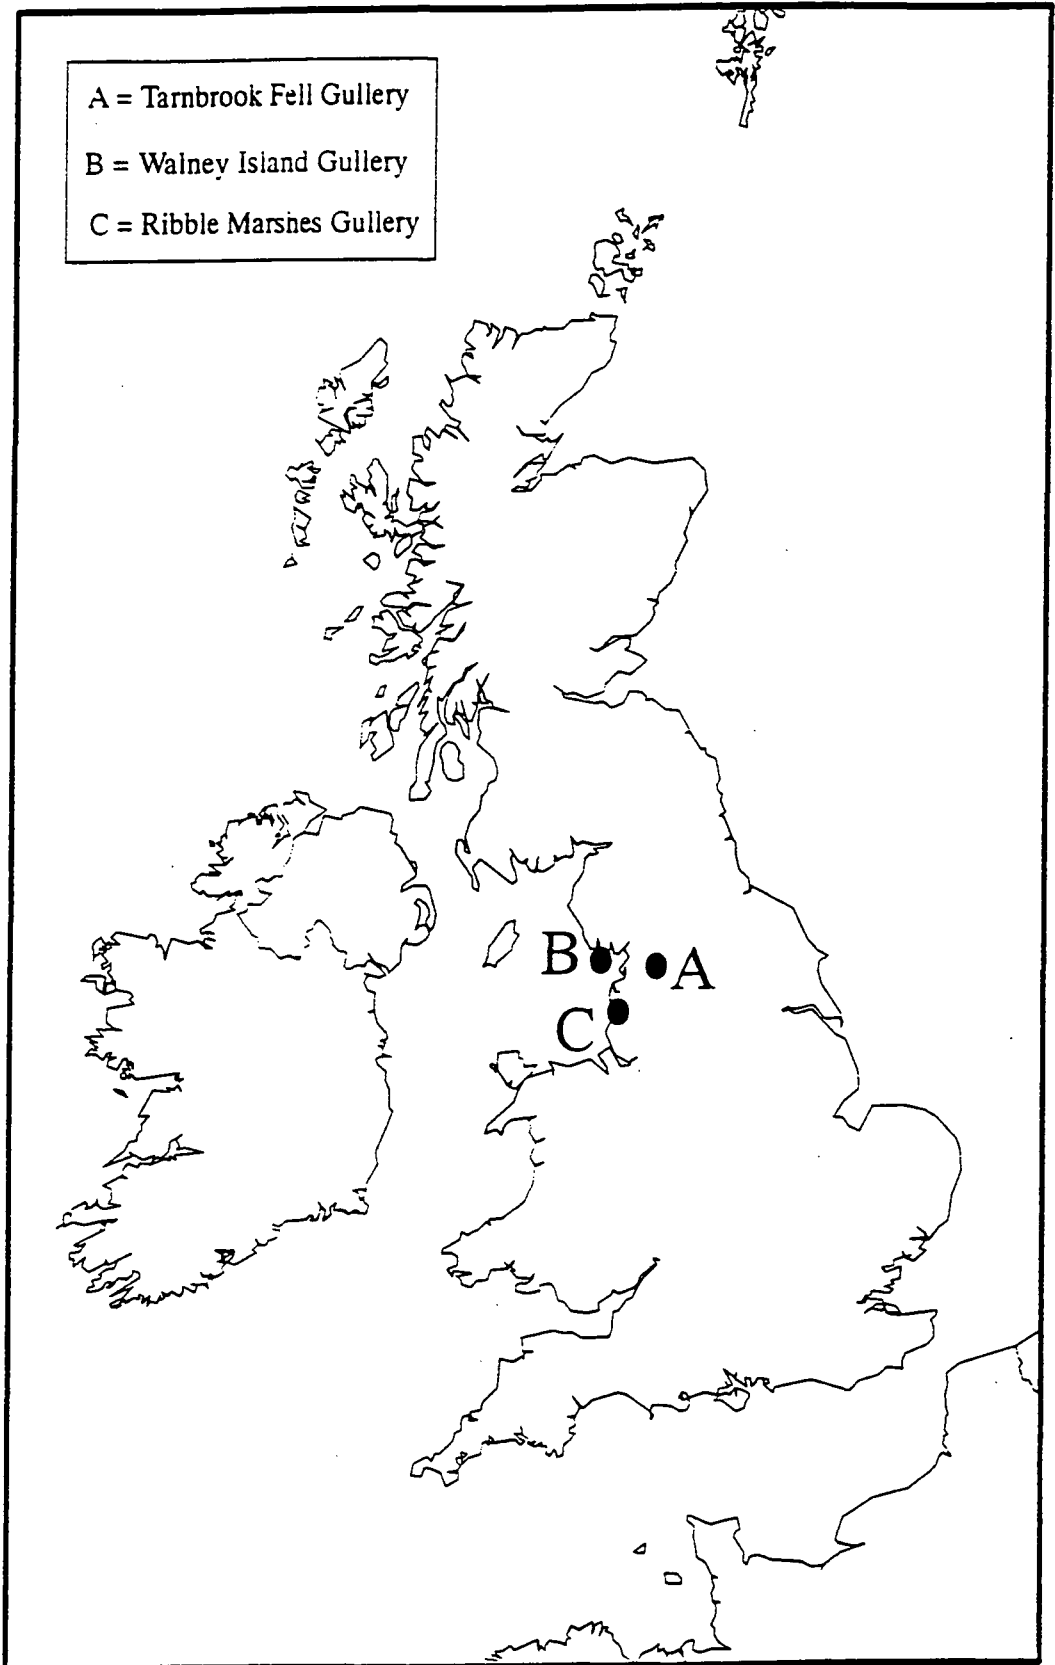 A = Tarnbrook Fell Gullery
B = Walney Island Gullery
C = Ribble Marshes Gullery
B
A
C